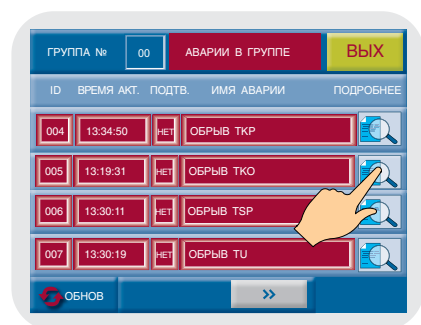 ГРУППА № 00 АВАРИИ В ГРУППЕ ВЫХ
ID ВРЕМЯ АКТ. ПОДТВ. ИМЯ АВАРИИ ПОДРОБНЕЕ
004 13:34:50 НЕТ ОБРЫВ ТКР
005 13:19:31 НЕТ ОБРЫВ ТКО
006 13:30:11 НЕТ ОБРЫВ TSP
007 13:30:19 НЕТ ОБРЫВ TU
ОБНОВ >>